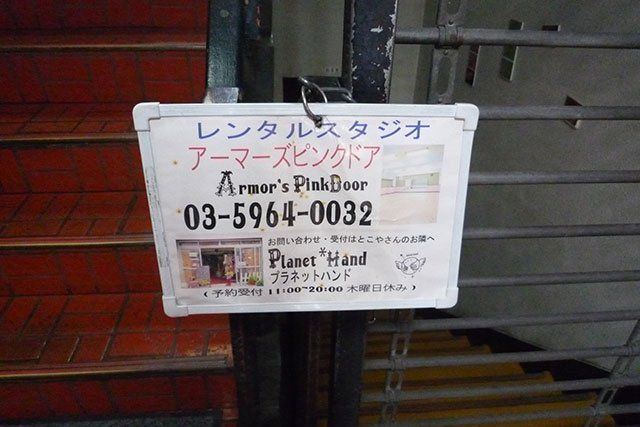 レンタルスタジオ
アーマーズピンクドア
Armor's PinkDoor
03-5964-0032
お問い合わせ・受付はとこやさんのお隣へ
Planet*Hand
プラネットハンド
(予約受付 11:00~20:00 木曜日休み)